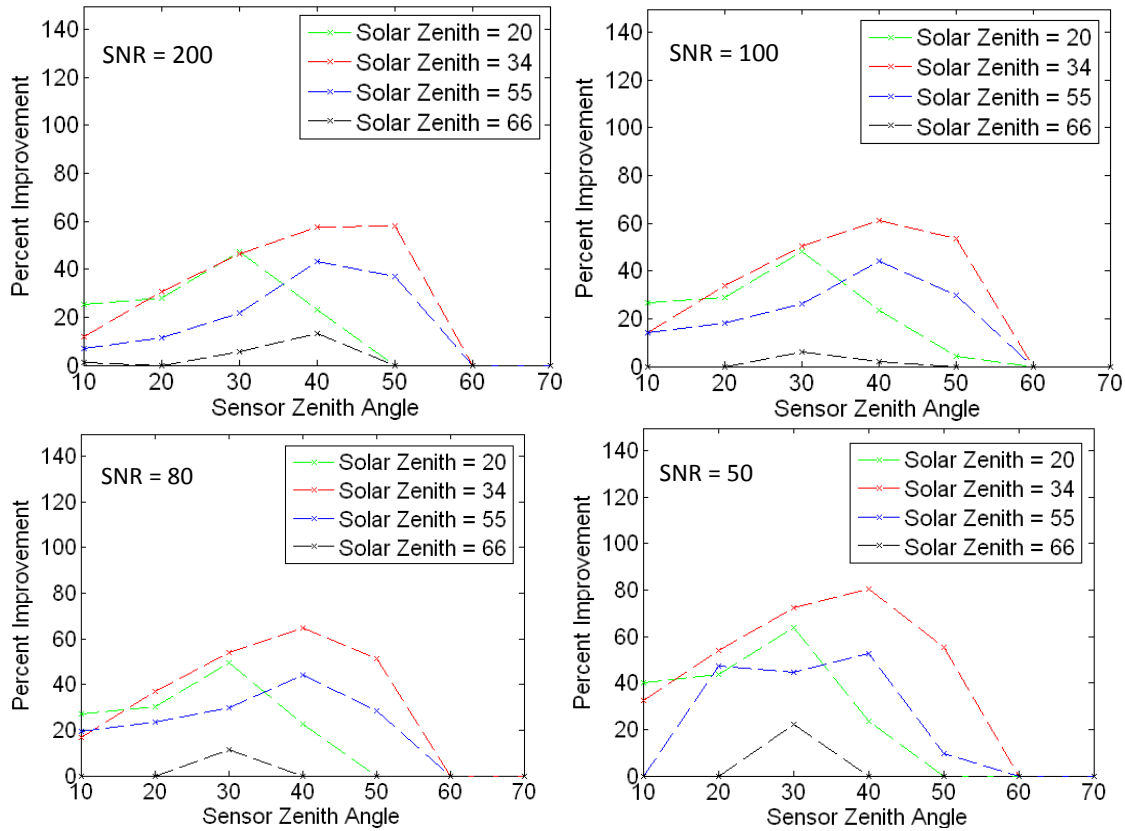 SNR = 200
Solar Zenith = 20
Solar Zenith = 34
Solar Zenith = 55
Solar Zenith = 66
Percent Improvement
140
120
100
80
60
40
20
0
10 20 30 40 50 60 70
Sensor Zenith Angle
SNR = 100
Solar Zenith = 20
Solar Zenith = 34
Solar Zenith = 55
Solar Zenith = 66
Percent Improvement
140
120
100
80
60
40
20
0
10 20 30 40 50 60 70
Sensor Zenith Angle
SNR = 80
Solar Zenith = 20
Solar Zenith = 34
Solar Zenith = 55
Solar Zenith = 66
Percent Improvement
140
120
100
80
60
40
20
0
10 20 30 40 50 60 70
Sensor Zenith Angle
SNR = 50
Solar Zenith = 20
Solar Zenith = 34
Solar Zenith = 55
Solar Zenith = 66
Percent Improvement
140
120
100
80
60
40
20
0
10 20 30 40 50 60 70
Sensor Zenith Angle